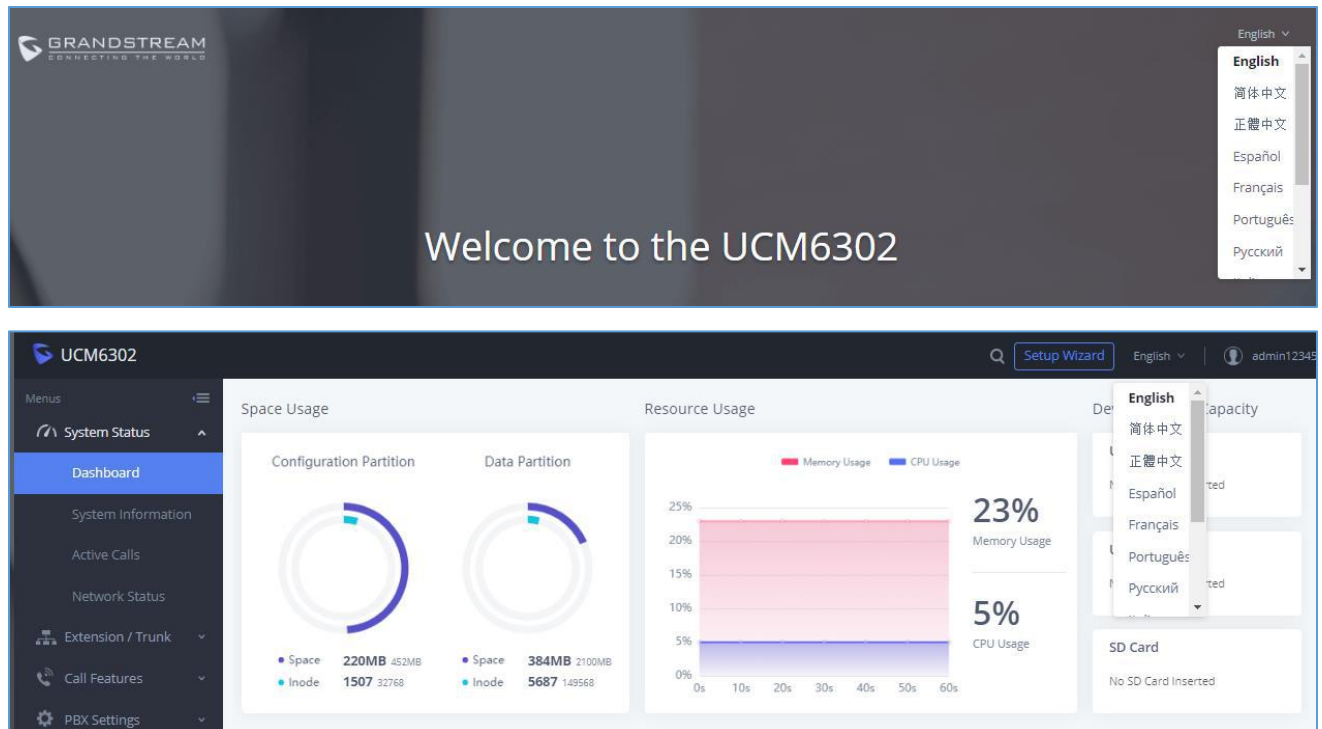 GRANDSTREAM
CONNECTING THE WORLD
English
English
简体中文
正體中文
Español
Français
Português
Русский
Welcome to the UCM6302
UCM6302
Setup Wizard
English
admin12345
English
简体中文
正體中文
Español
Français
Português
Русский
Menus
System Status
Dashboard
System Information
Active Calls
Network Status
Extension / Trunk
Call Features
PBX Settings
Space Usage
Configuration Partition
Data Partition
Space 220MB 452MB
Inode 1507 32768
Space 384MB 2100MB
Inode 5687 149568
Resource Usage
Memory Usage
CPU Usage
25%
20%
15%
10%
5%
0%
0s 10s 20s 30s 40s 50s 60s
23%
Memory Usage
5%
CPU Usage
Capacity
SD Card
No SD Card Inserted